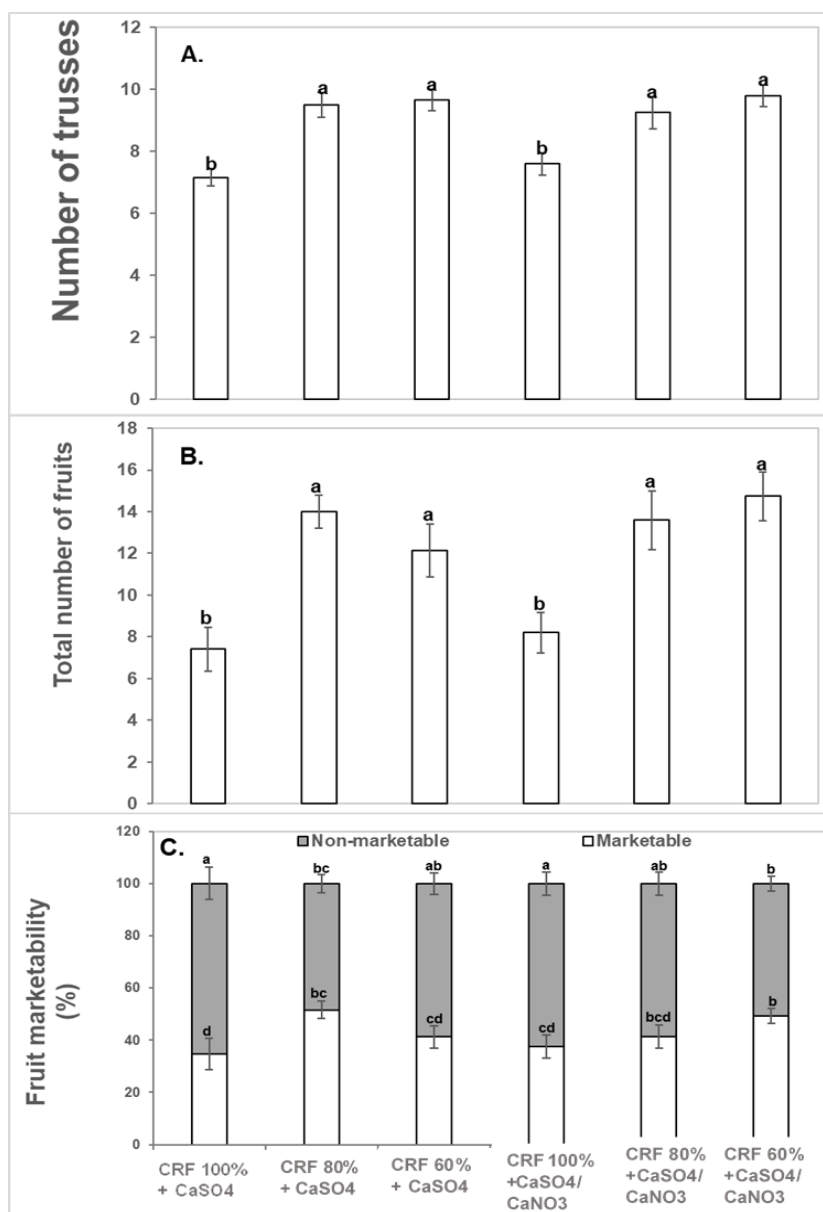 A.
Number of trusses
12
10
8
6
4
2
0
b
a
a
b
a
a
B.
Total number of fruits
18
16
14
12
10
8
6
4
2
0
b
a
a
b
a
a
C.
Non-marketable
Marketable
Fruit marketability
(%)
120
100
80
60
40
20
0
a
bc
ab
a
ab
b
d
bc
cd
cd
bcd
b
CRF 100%
+ CaSO4
CRF 80%
+ CaSO4
CRF 60%
+ CaSO4
CRF 100%
+CaSO4/
CaNO3
CRF 80%
+CaSO4/
CaNO3
CRF 60%
+CaSO4/
CaNO3